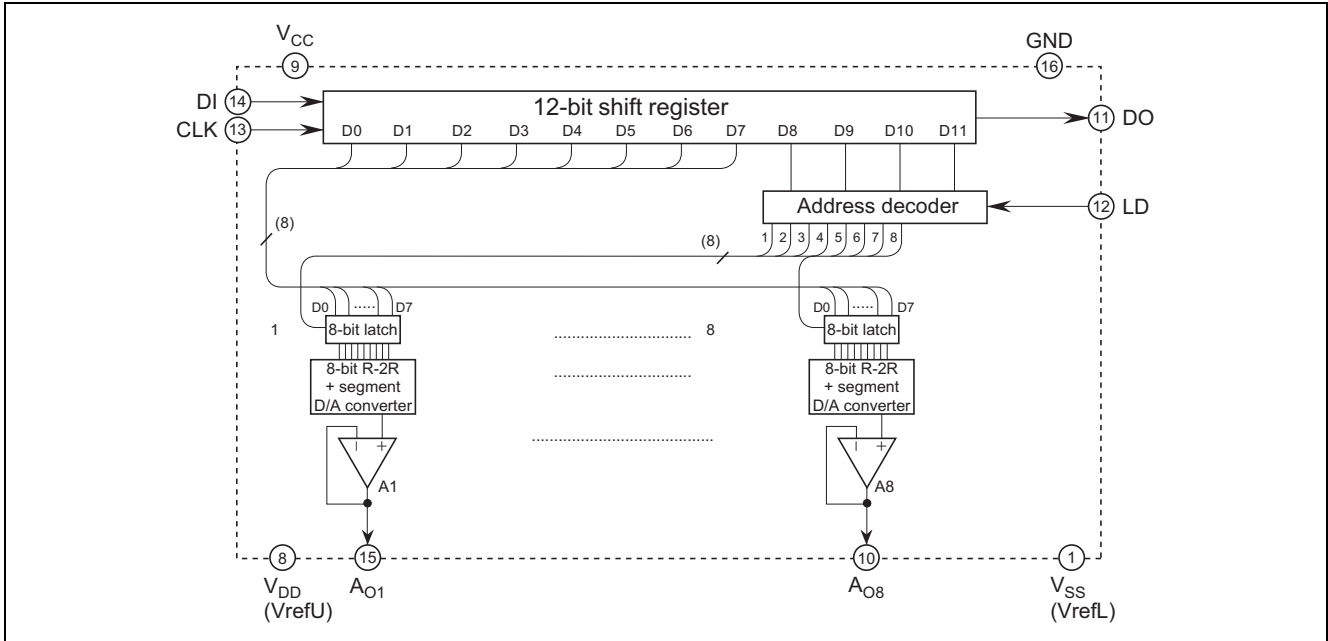 VCC
GND
9
16
DI 14
12-bit shift register
CLK 13
D0 D1 D2 D3 D4 D5 D6 D7 D8 D9 D10 D11
11 DO
Address decoder
12 LD
(8)
(8)
1 2 3 4 5 6 7 8
D0 ..... D7
D0 ..... D7
1
8-bit latch
8
8-bit latch
8-bit R-2R
+ segment
D/A converter
8-bit R-2R
+ segment
D/A converter
− +
− +
A1
A8
8
15
10
1
VDD
(VrefU)
AO1
AO8
VSS
(VrefL)